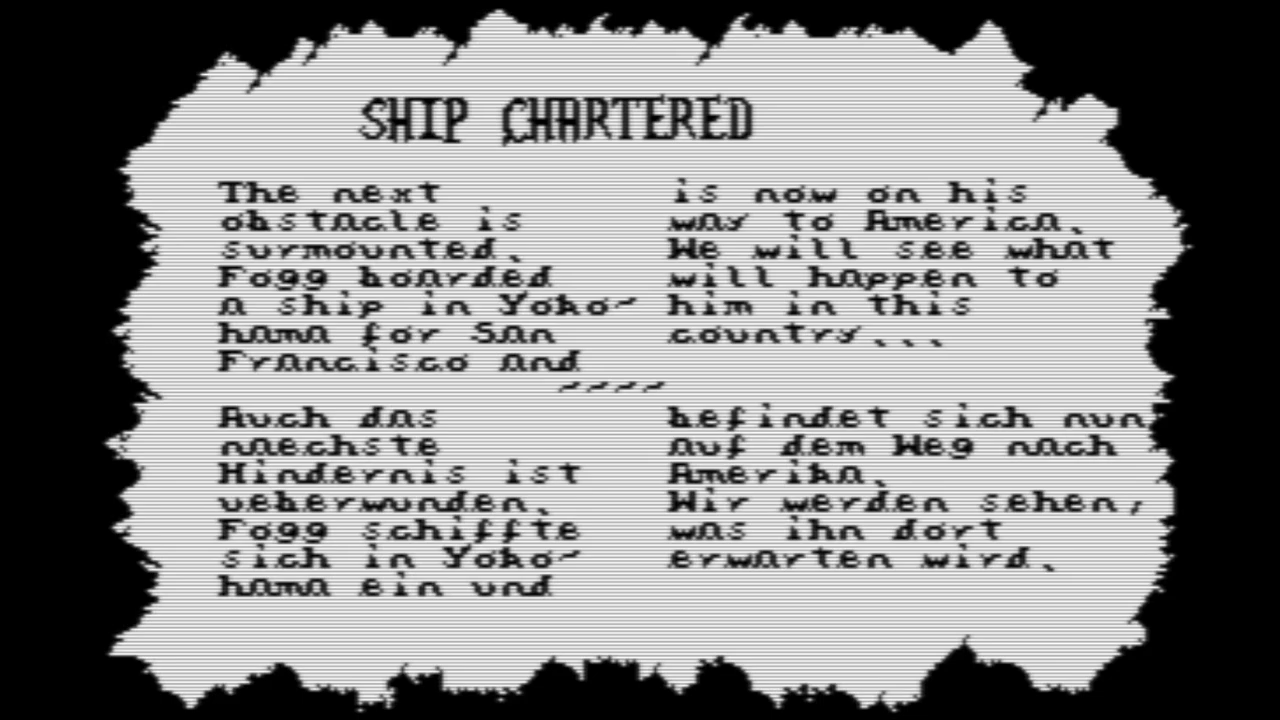 SHIP CHARTERED
The next
obstacle is
surmounted.
Fogg boarded
a ship in Yoko-
hama for San
Francisco and
is now on his
way to America.
We will see what
will happen to
him in this
country...
----
Auch das
naechste
Hindernis ist
ueberwunden.
Fogg schiffte
sich in Yoko-
hama ein und
befindet sich nun
auf dem Weg nach
Amerika.
Wir werden sehen,
was ihn dort
erwarten wird.